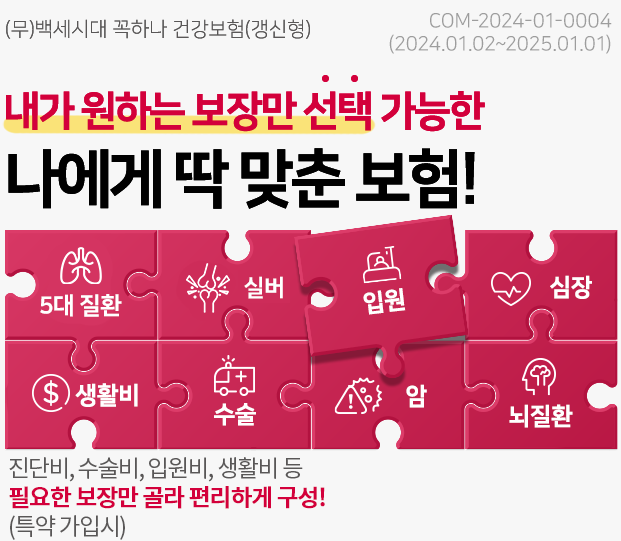 (무)백세시대 꼭하나 건강보험(갱신형)
COM-2024-01-0004
(2024.01.02~2025.01.01)
내가 원하는 보장만 선택 가능한
나에게 딱 맞춘 보험!
5대 질환
실버
입원
심장
생활비
수술
암
뇌질환
진단비, 수술비, 입원비, 생활비 등
필요한 보장만 골라 편리하게 구성!
(특약 가입시)